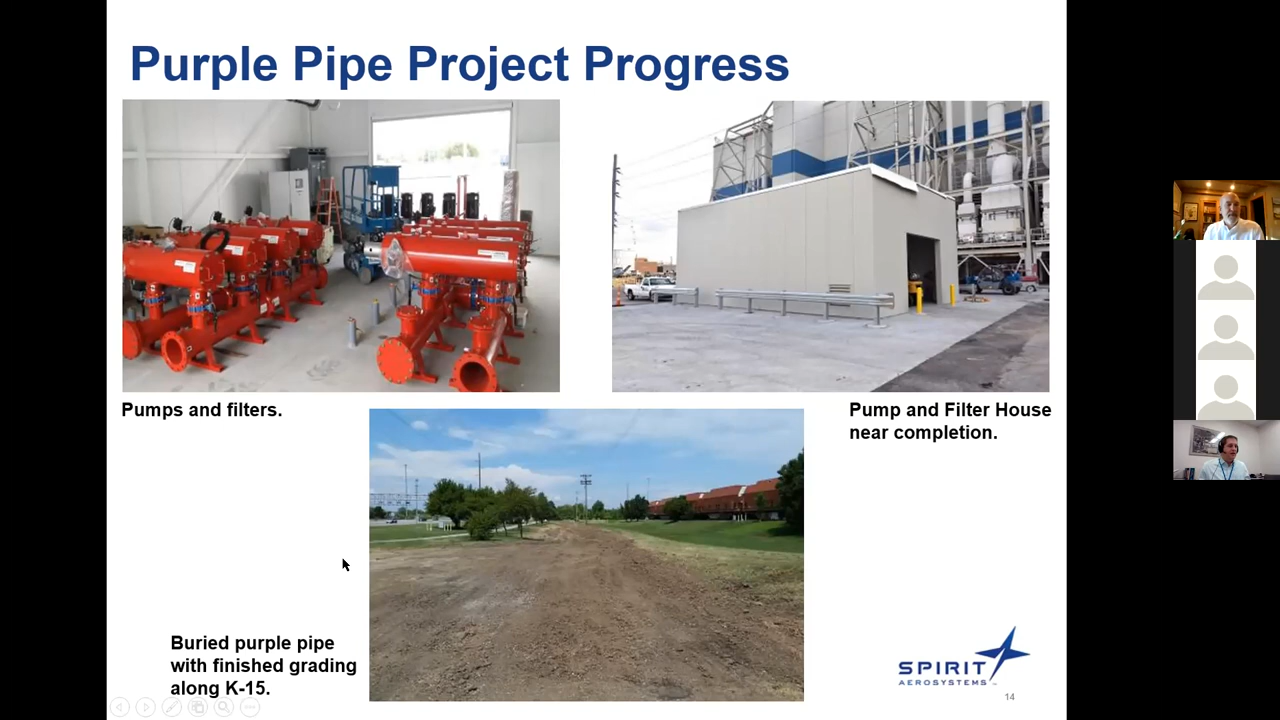 Purple Pipe Project Progress
Pumps and filters.
Pump and Filter House
near completion.
Buried purple pipe
with finished grading
along K-15.
SPIRIT
AEROSYSTEMS
14